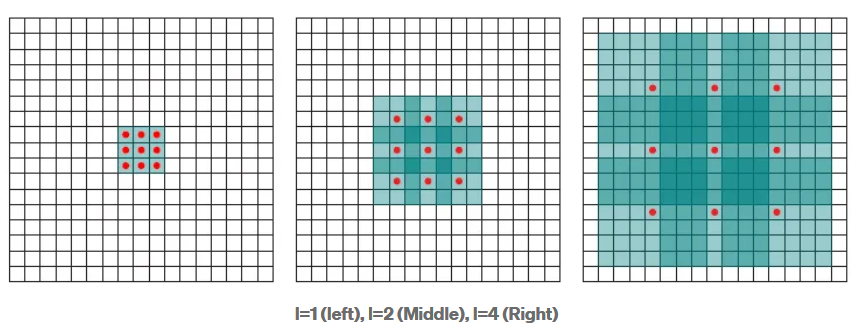 l=1 (left), l=2 (Middle), l=4 (Right)